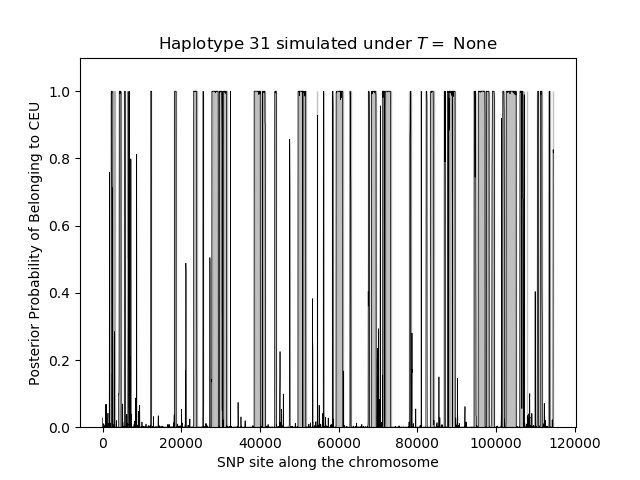 Haplotype 31 simulated under T = None
Posterior Probability of Belonging to CEU
1.0
0.8
0.6
0.4
0.2
0.0
0 20000 40000 60000 80000 100000 120000
SNP site along the chromosome